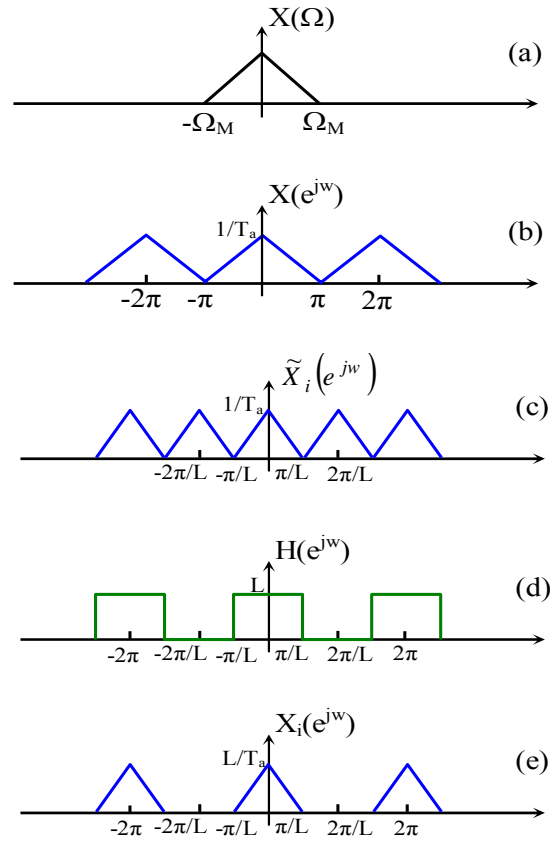 X(Ω)
(a)
-Ω_M Ω_M
X(e^{jw})
1/T_a
(b)
-2π -π π 2π
X̃_i(e^{jw})
1/T_a
(c)
-2π/L -π/L π/L 2π/L
H(e^{jw})
L
(d)
-2π -2π/L -π/L π/L 2π/L 2π
X_i(e^{jw})
L/T_a
(e)
-2π -2π/L -π/L π/L 2π/L 2π